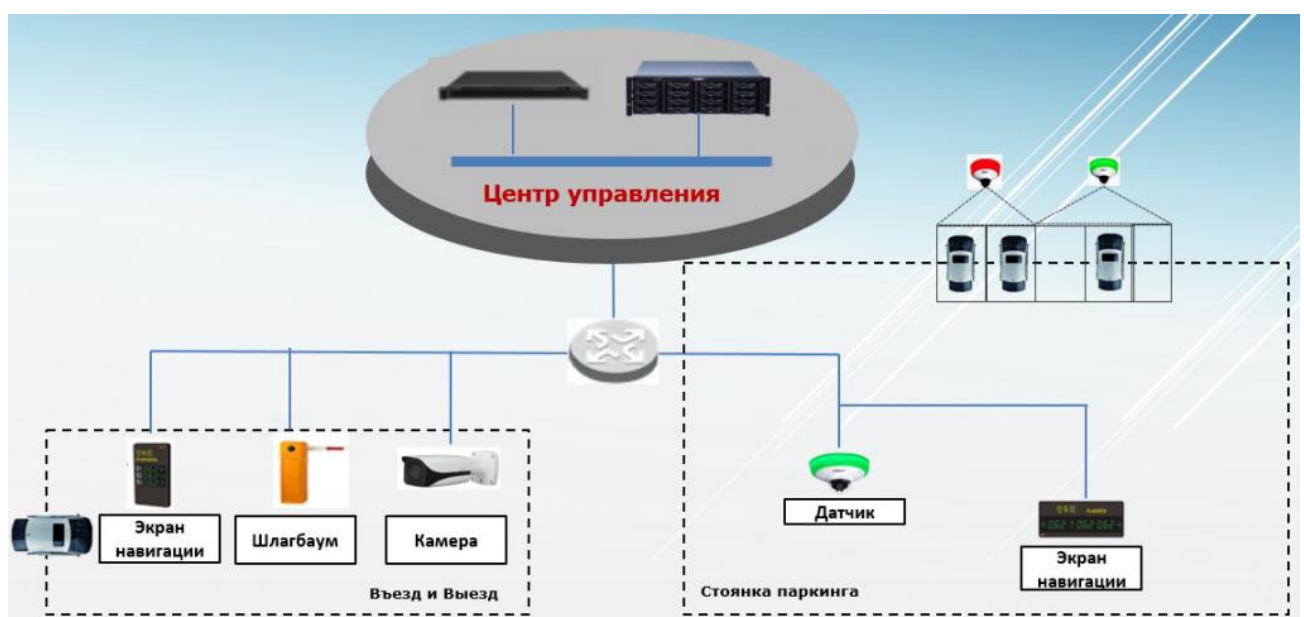 Центр управления
Экран
навигации
Шлагбаум
Камера
Въезд и Выезд
Датчик
Экран
навигации
Стоянка паркинга